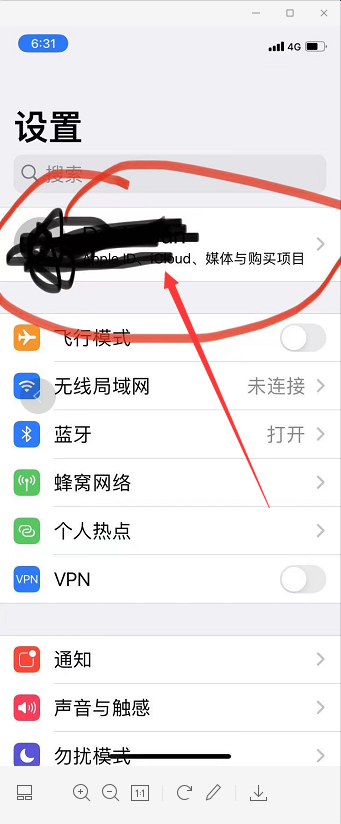 6:31
4G
设置
搜索
Apple ID、iCloud、媒体与购买项目
飞行模式
无线局域网 未连接
蓝牙 打开
蜂窝网络
个人热点
VPN VPN
通知
声音与触感
勿扰模式
1:1